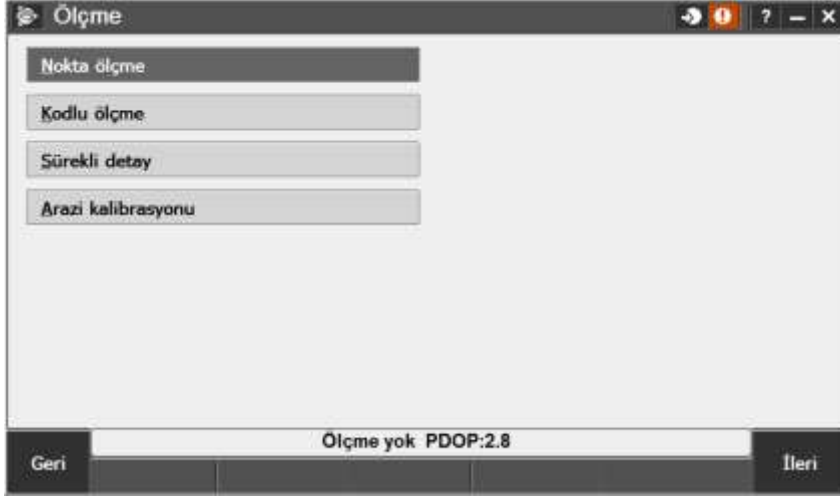 Ölçme
? – x
Nokta ölçme
Kodlu ölçme
Sürekli detay
Arazi kalibrasyonu
Ölçme yok PDOP:2.8
Geri
İleri